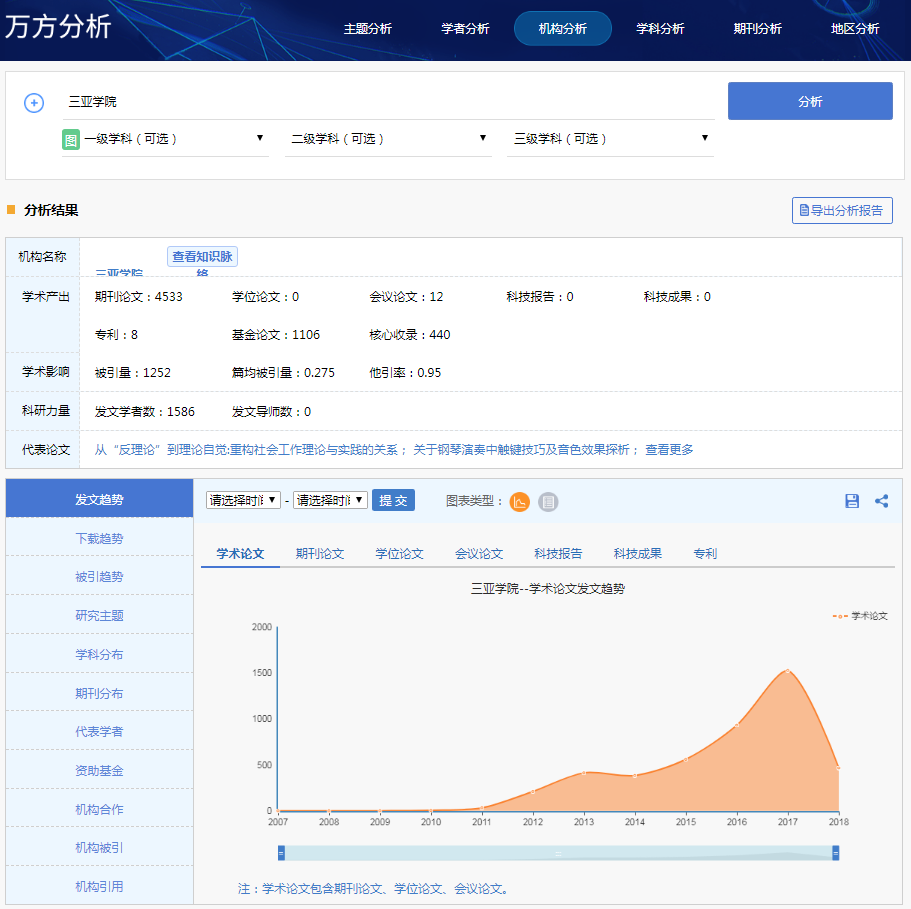 万方分析
主题分析 学者分析 机构分析 学科分析 期刊分析 地区分析
三亚学院
分析
图 一级学科（可选） 二级学科（可选） 三级学科（可选）
分析结果
导出分析报告
机构名称
三亚学院
查看知识脉络
学术产出 期刊论文：4533 学位论文：0 会议论文：12 科技报告：0 科技成果：0
专利：8 基金论文：1106 核心收录：440
学术影响 被引量：1252 篇均被引量：0.275 他引率：0.95
科研力量 发文学者数：1586 发文导师数：0
代表论文 从“反理论”到理论自觉:重构社会工作理论与实践的关系； 关于钢琴演奏中触键技巧及音色效果探析； 查看更多
发文趋势
下载趋势
被引趋势
研究主题
学科分布
期刊分布
代表学者
资助基金
机构合作
机构被引
机构引用
请选择时间 - 请选择时间 提 交 图表类型：
学术论文 期刊论文 学位论文 会议论文 科技报告 科技成果 专利
三亚学院--学术论文发文趋势
学术论文
2000
1500
1000
500
0
2007 2008 2009 2010 2011 2012 2013 2014 2015 2016 2017 2018
注：学术论文包含期刊论文、学位论文、会议论文。